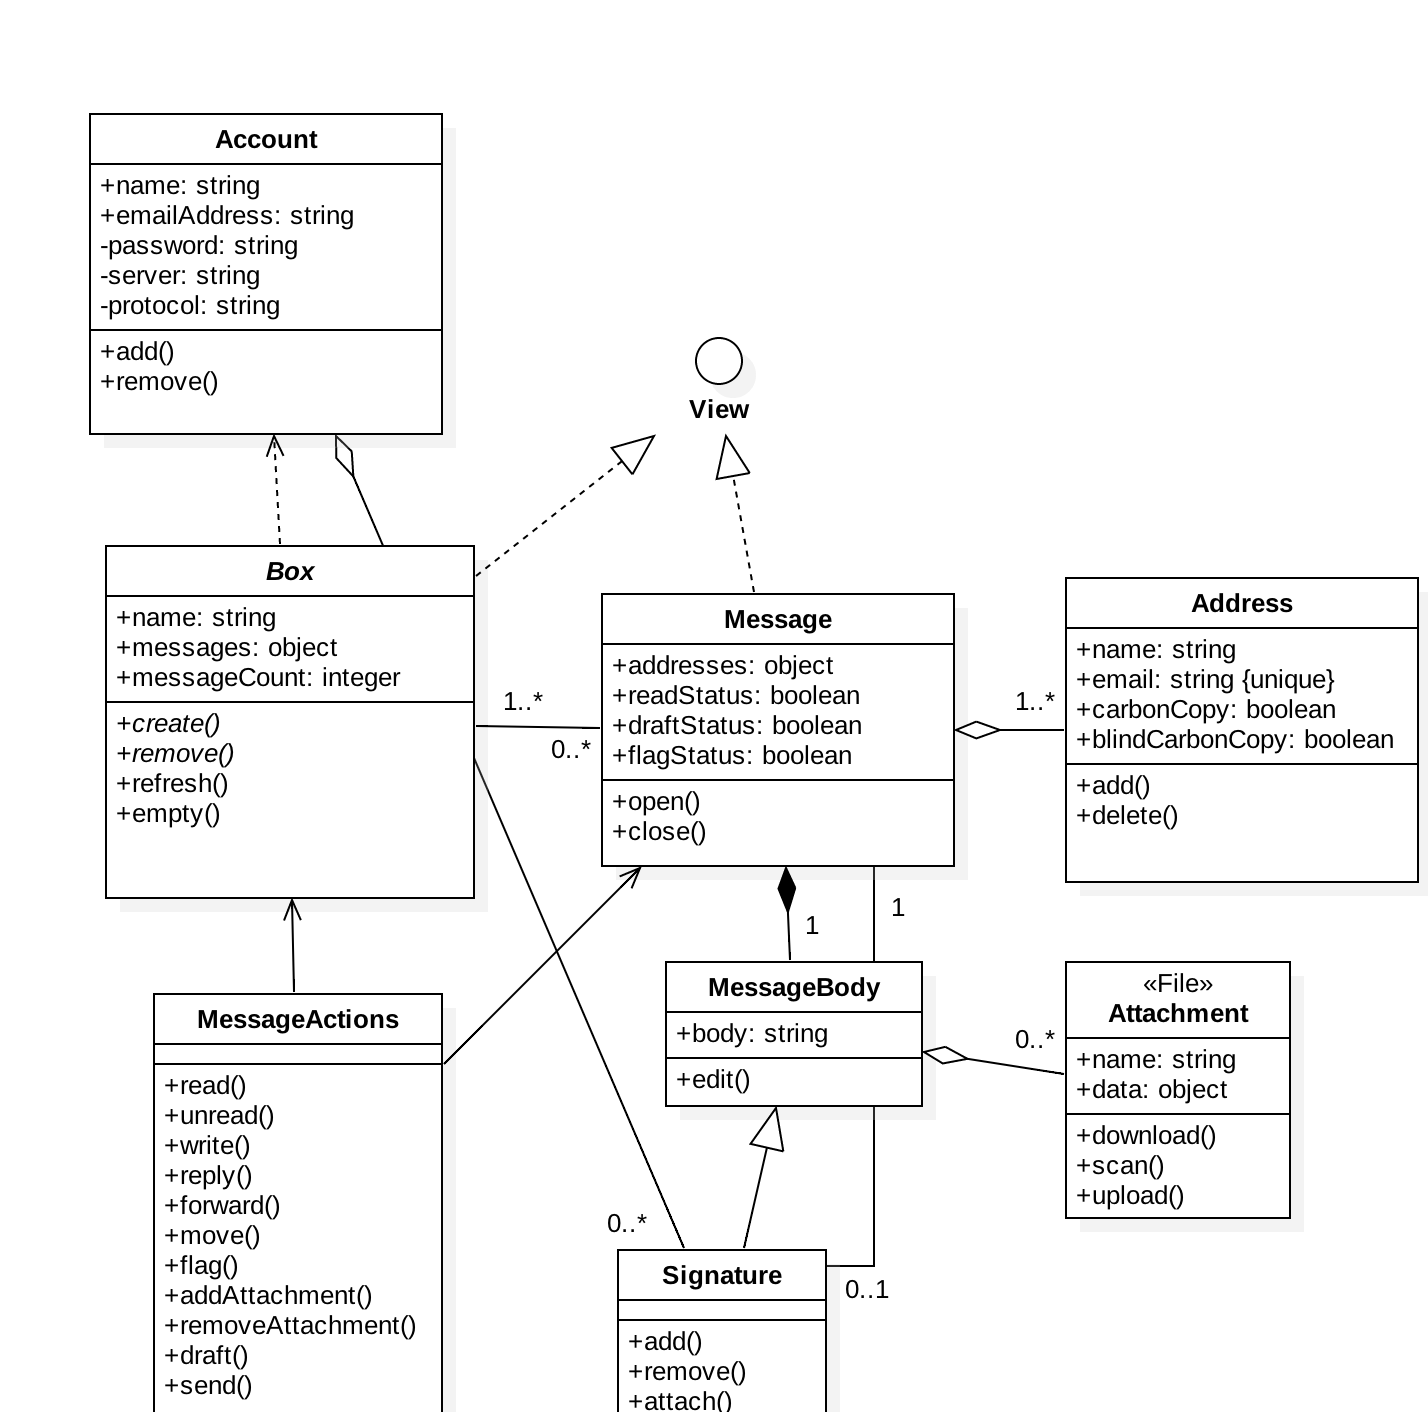 Account
+name: string
+emailAddress: string
-password: string
-server: string
-protocol: string
+add()
+remove()
View
Box
+name: string
+messages: object
+messageCount: integer
+create()
+remove()
+refresh()
+empty()
1..*
0..*
Message
+addresses: object
+readStatus: boolean
+draftStatus: boolean
+flagStatus: boolean
+open()
+close()
1..*
Address
+name: string
+email: string {unique}
+carbonCopy: boolean
+blindCarbonCopy: boolean
+add()
+delete()
1
1
MessageActions
+read()
+unread()
+write()
+reply()
+forward()
+move()
+flag()
+addAttachment()
+removeAttachment()
+draft()
+send()
MessageBody
+body: string
+edit()
0..*
«File»
Attachment
+name: string
+data: object
+download()
+scan()
+upload()
0..*
Signature
+add()
+remove()
+attach()
0..1